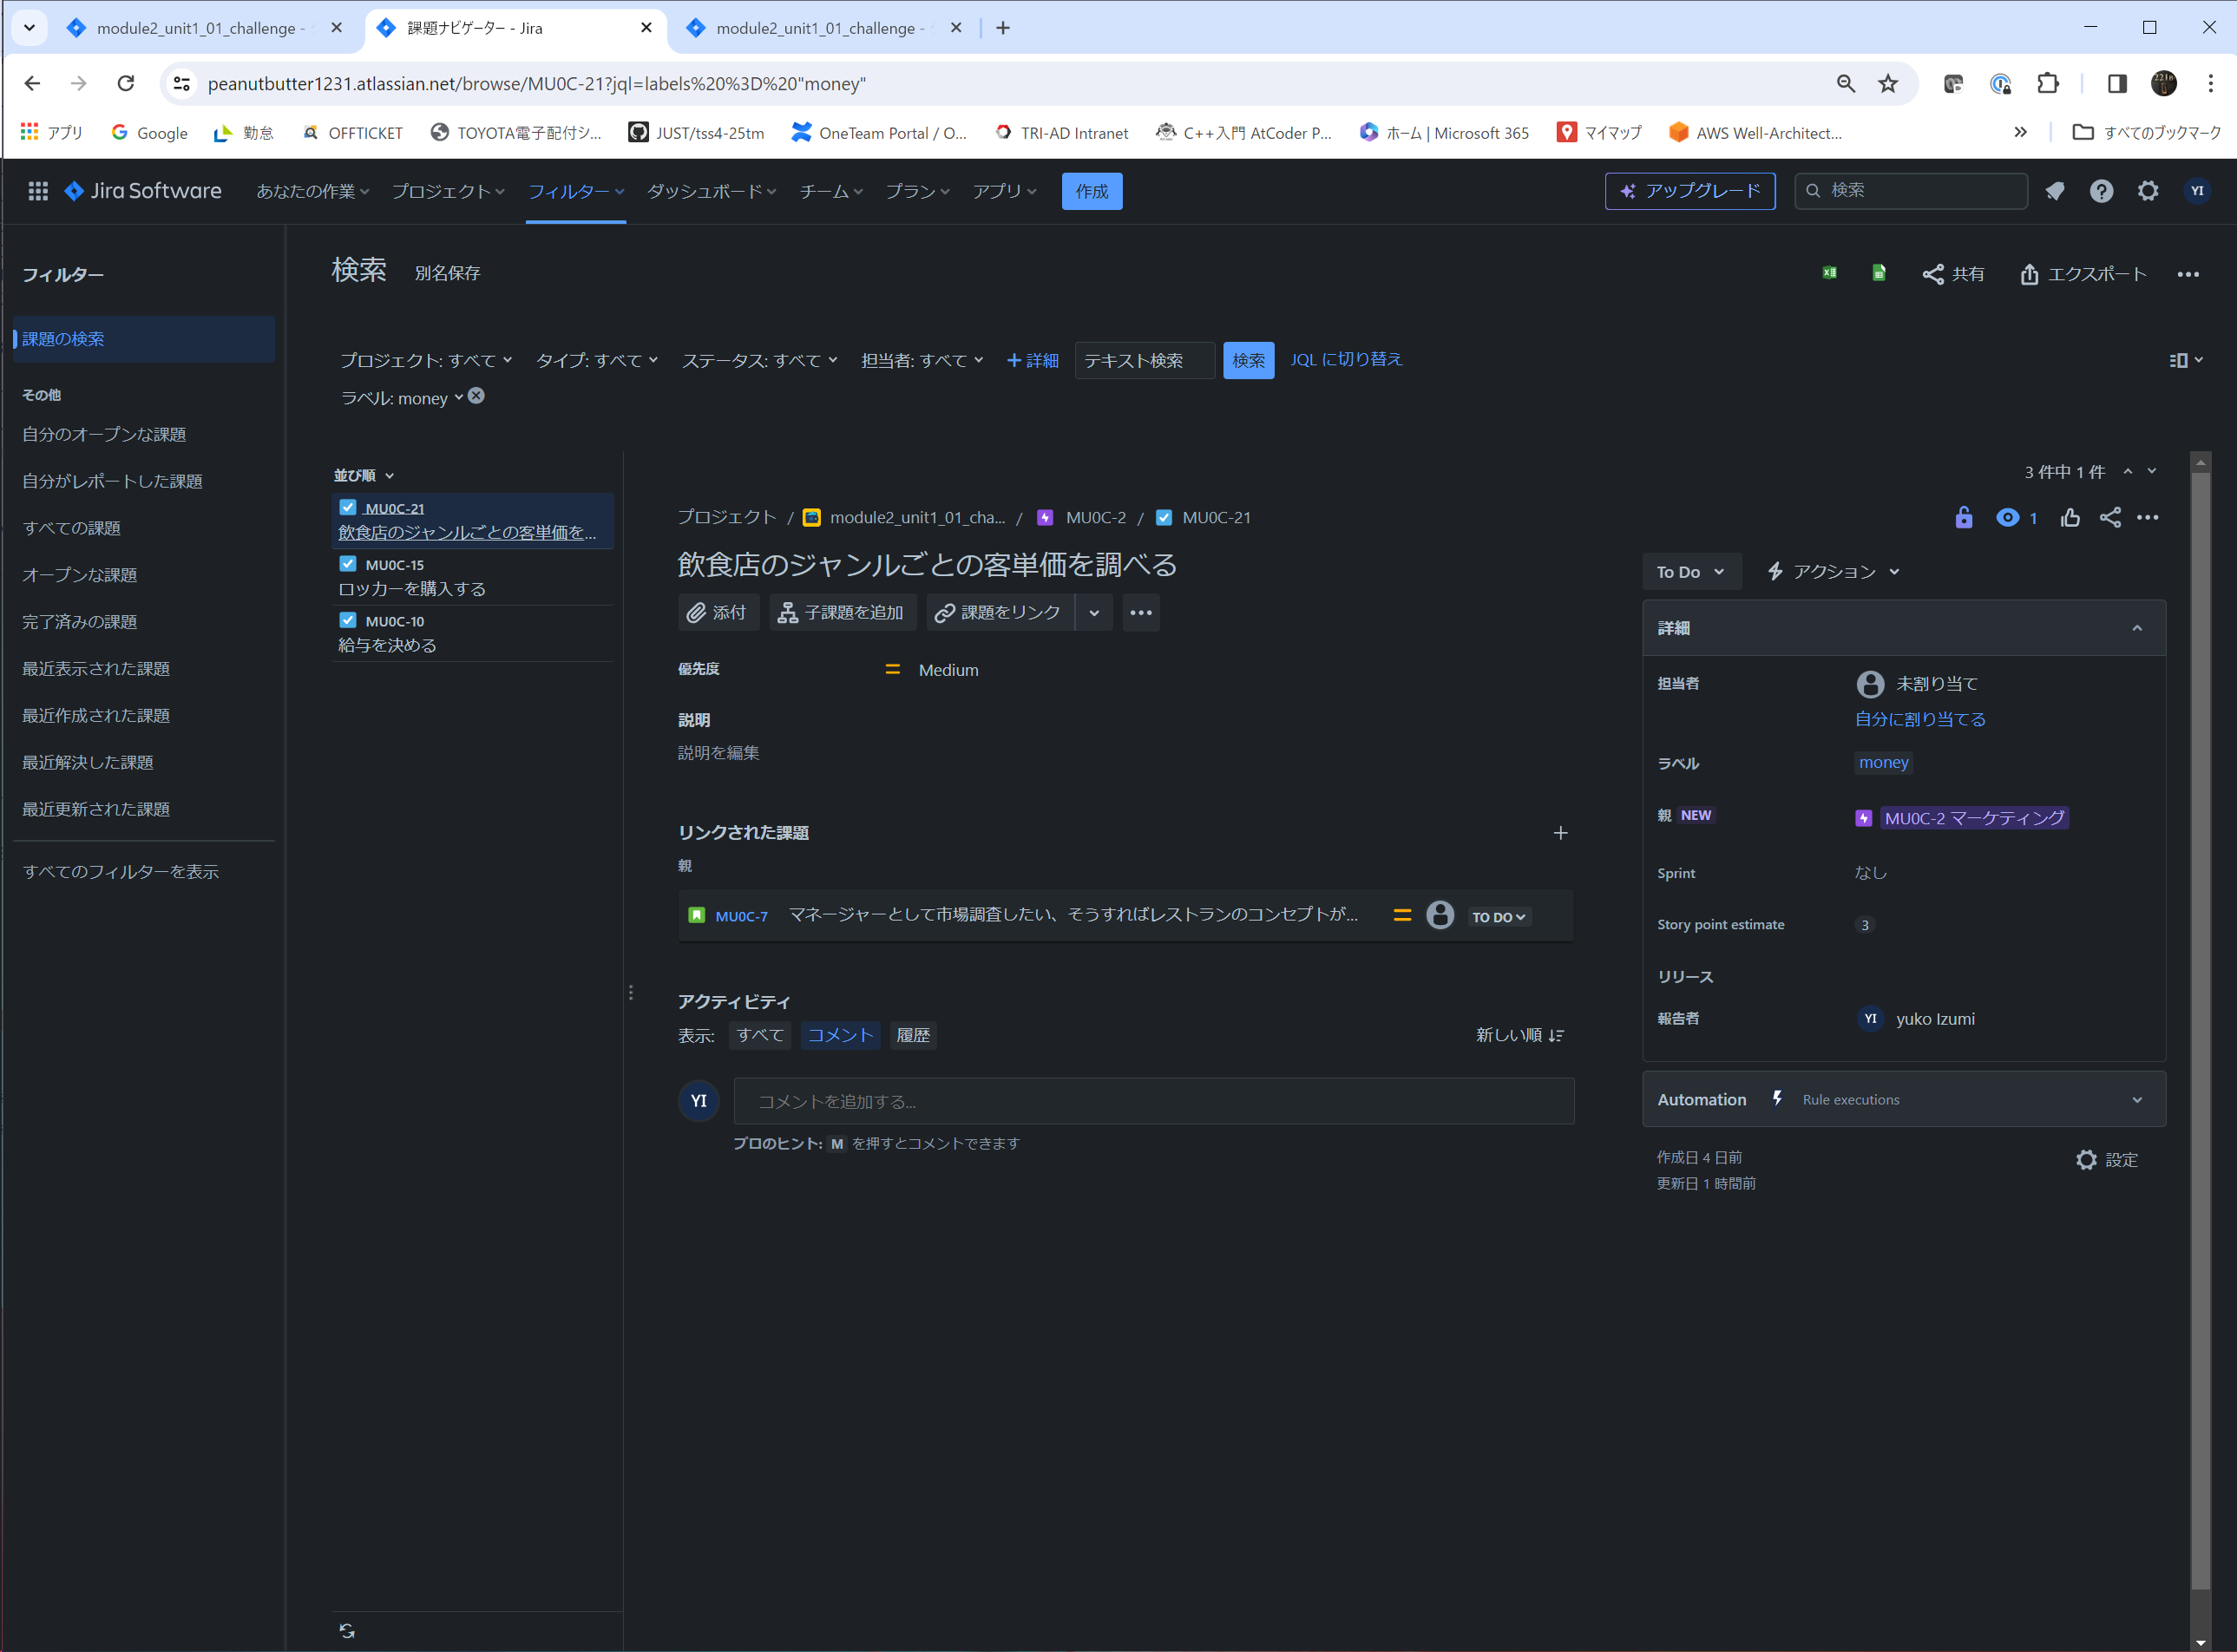 module2_unit1_01_challenge -
課題ナビゲーター - Jira
module2_unit1_01_challenge -
peanutbutter1231.atlassian.net/browse/MU0C-21?jql=labels%20%3D%20"money"
アプリ
Google
勤怠
OFFTICKET
TOYOTA電子配付シ...
JUST/tss4-25tm
OneTeam Portal / O...
TRI-AD Intranet
C++入門 AtCoder P...
ホーム | Microsoft 365
マイマップ
AWS Well-Architect...
すべてのブックマーク
Jira Software
あなたの作業
プロジェクト
フィルター
ダッシュボード
チーム
プラン
アプリ
作成
アップグレード
検索
YI
フィルター
課題の検索
その他
自分のオープンな課題
自分がレポートした課題
すべての課題
オープンな課題
完了済みの課題
最近表示された課題
最近作成された課題
最近解決した課題
最近更新された課題
すべてのフィルターを表示
検索 別名保存
共有
エクスポート
プロジェクト: すべて
タイプ: すべて
ステータス: すべて
担当者: すべて
+ 詳細
テキスト検索
検索
JQL に切り替え
ラベル: money
並び順
MU0C-21
飲食店のジャンルごとの客単価を...
MU0C-15
ロッカーを購入する
MU0C-10
給与を決める
3 件中 1 件
プロジェクト / module2_unit1_01_cha... / MU0C-2 / MU0C-21
1
飲食店のジャンルごとの客単価を調べる
添付
子課題を追加
課題をリンク
優先度
Medium
説明
説明を編集
リンクされた課題
親
MU0C-7 マネージャーとして市場調査したい、そうすればレストランのコンセプトが... TO DO
アクティビティ
表示: すべて コメント 履歴
新しい順
YI
コメントを追加する...
プロのヒント: M を押すとコメントできます
To Do
アクション
詳細
担当者
未割り当て
自分に割り当てる
ラベル
money
親 NEW
MU0C-2 マーケティング
Sprint
なし
Story point estimate
3
リリース
報告者
YI yuko Izumi
Automation
Rule executions
作成日 4 日前
更新日 1 時間前
設定